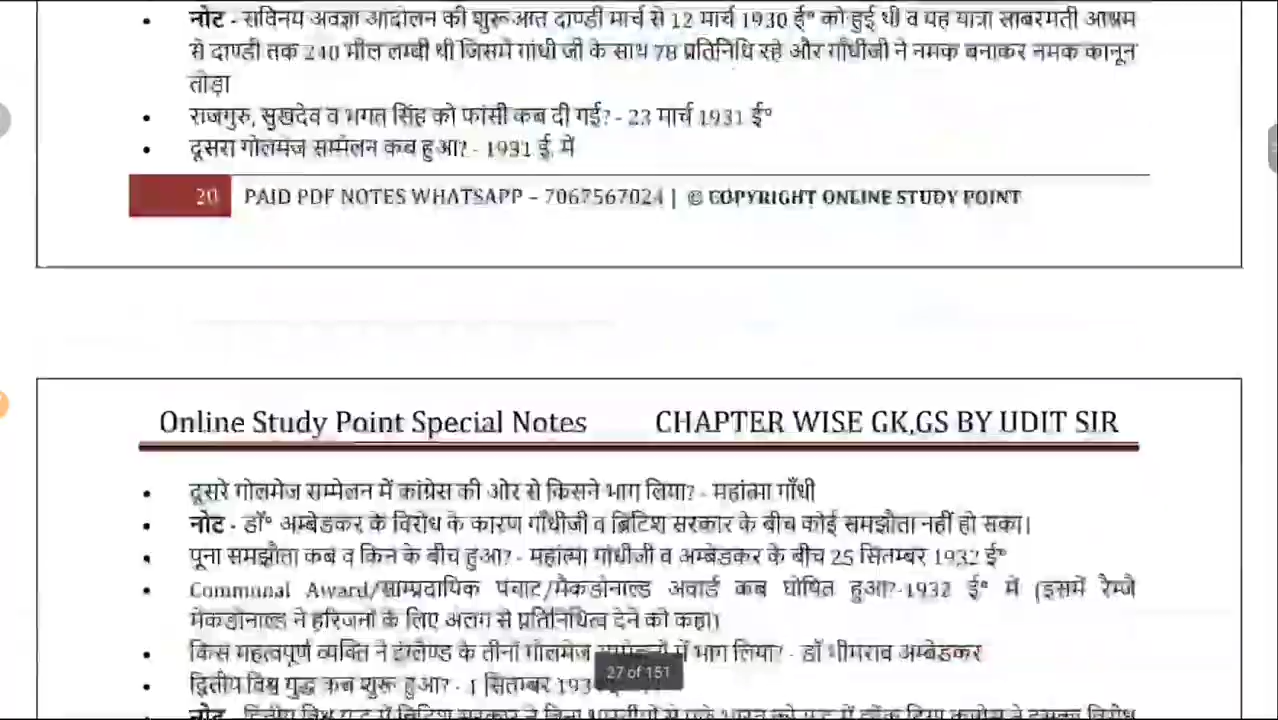 नोट - सविनय अवज्ञा आंदोलन की शुरूआत दाण्डी मार्च से 12 मार्च 1930 ई° को हुई थी व यह यात्रा साबरमती आश्रम
से दाण्डी तक 240 मील लम्बी थी जिसमें गांधी जी के साथ 78 प्रतिनिधि रहे और गाँधीजी ने नमक बनाकर नमक कानून
तोड़ा
• राजगुरु, सुखदेव व भगत सिंह को फांसी कब दी गई? - 23 मार्च 1931 ई°
• दूसरा गोलमेज सम्मेलन कब हुआ? - 1931 ई. में
20 PAID PDF NOTES WHATSAPP – 7067567024 | © COPYRIGHT ONLINE STUDY POINT
Online Study Point Special Notes CHAPTER WISE GK,GS BY UDIT SIR
• दूसरे गोलमेज सम्मेलन में कांग्रेस की ओर से किसने भाग लिया? - महांत्मा गाँधी
• नोट - डॉ° अम्बेडकर के विरोध के कारण गाँधीजी व ब्रिटिश सरकार के बीच कोई समझौता नहीं हो सका।
• पूना समझौता कब व किन के बीच हुआ? - महांत्मा गांधीजी व अम्बेडकर के बीच 25 सितम्बर 1932 ई°
• Communal Award/साम्प्रदायिक पंचाट/मैकडोनाल्ड अवार्ड कब घोषित हुआ?-1932 ई° में (इसमें रैम्जे
मेकडोनाल्ड ने हरिजनों के लिए अलग से प्रतिनिधित्व देने को कहा)
• किस महत्वपूर्ण व्यक्ति ने इंग्लैण्ड के तीनों गोलमेज में भाग लिया? - डॉ भीमराव अम्बेडकर
27 of 151
• द्वितीय विश्व युद्ध कब शुरू हुआ? - 1 सितम्बर 193
नोट - द्वितीय विश्व युद्ध में ब्रिटिश सरकार ने बिना